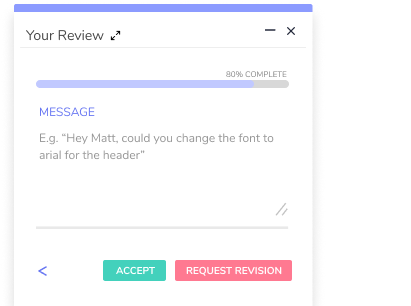 Your Review
80% COMPLETE
MESSAGE
E.g. “Hey Matt, could you change the font to
arial for the header”
ACCEPT
REQUEST REVISION